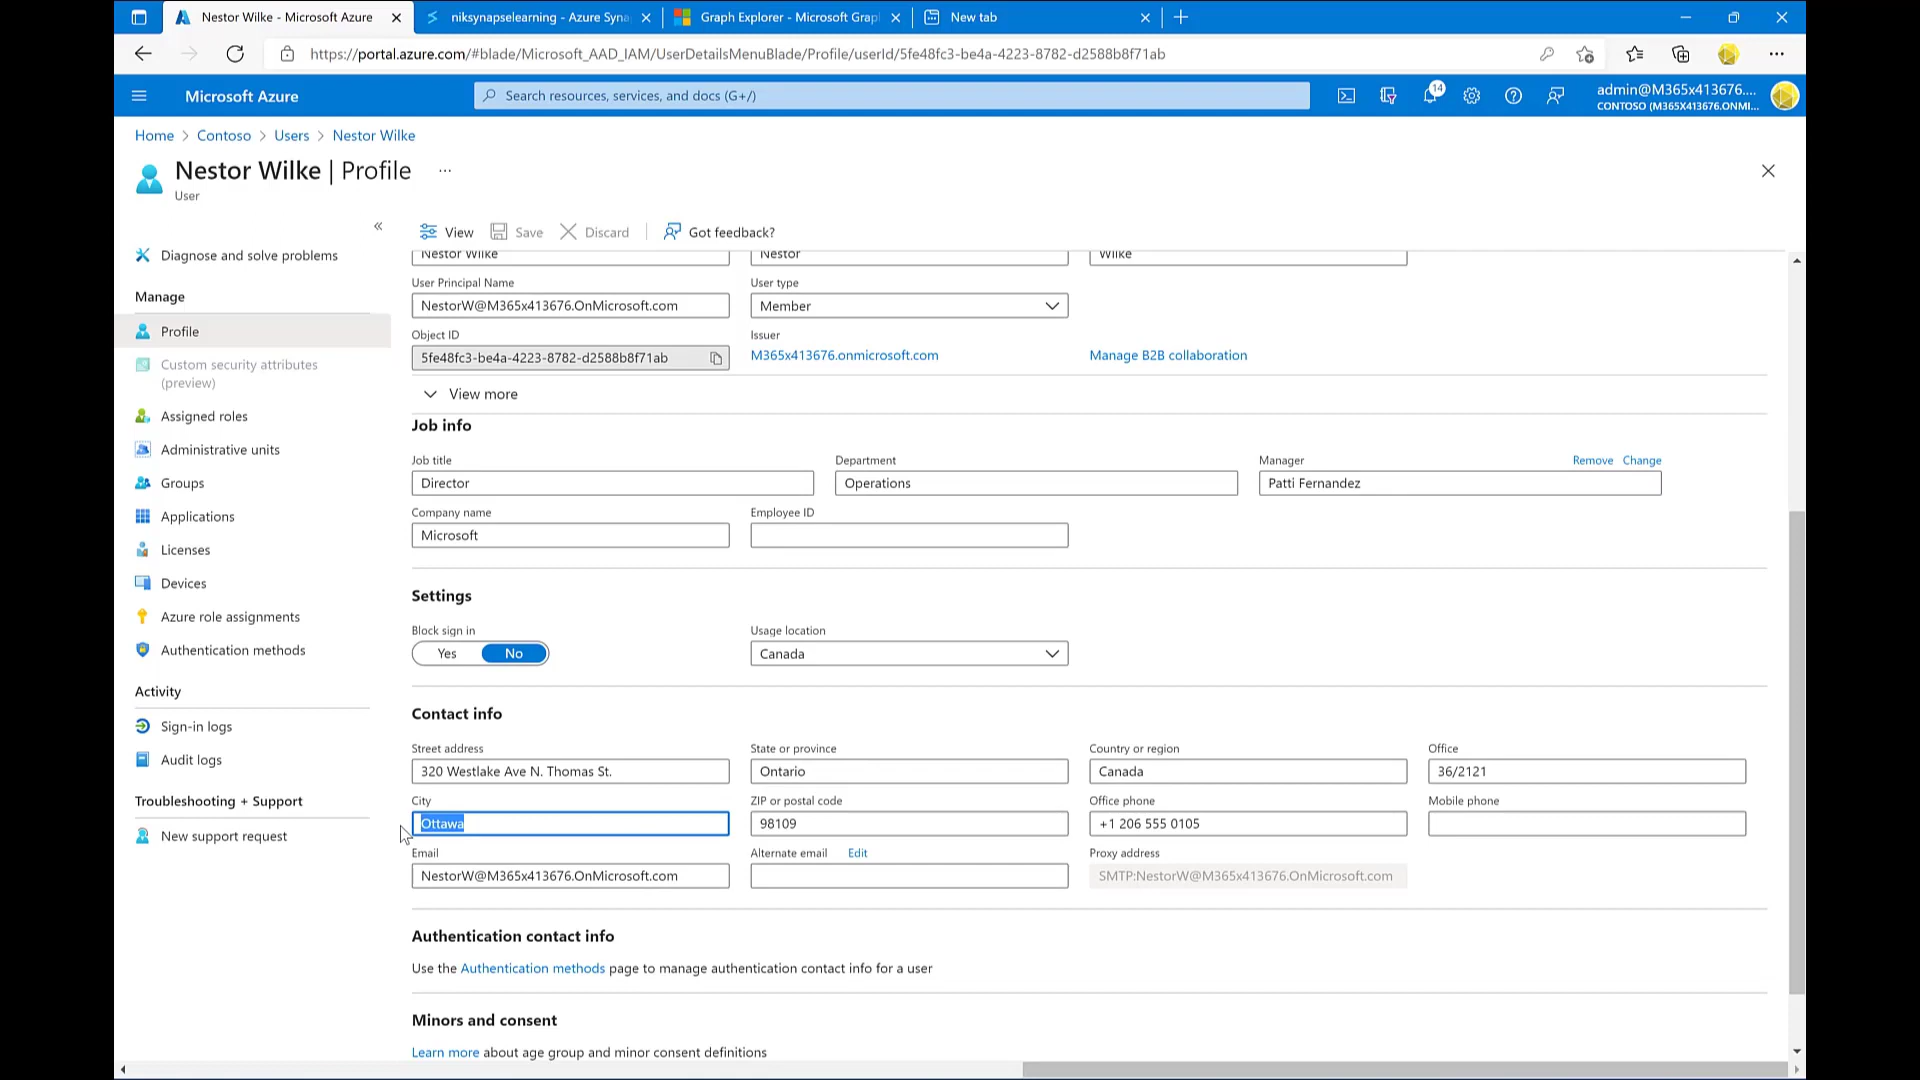 Nestor Wilke - Microsoft Azure
niksynapselearning - Azure Syna
Graph Explorer - Microsoft Grap
New tab
https://portal.azure.com/#blade/Microsoft_AAD_IAM/UserDetailsMenuBlade/Profile/userId/5fe48fc3-be4a-4223-8782-d2588b8f71ab
Microsoft Azure
Search resources, services, and docs (G+/)
14
admin@M365x413676....
CONTOSO (M365X413676.ONMI...
Home > Contoso > Users > Nestor Wilke
Nestor Wilke | Profile ...
User
«
Diagnose and solve problems
Manage
Profile
Custom security attributes
(preview)
Assigned roles
Administrative units
Groups
Applications
Licenses
Devices
Azure role assignments
Authentication methods
Activity
Sign-in logs
Audit logs
Troubleshooting + Support
New support request
View Save Discard Got feedback?
Nestor Wilke Nestor Wilke
User Principal Name User type
NestorW@M365x413676.OnMicrosoft.com Member
Object ID Issuer
5fe48fc3-be4a-4223-8782-d2588b8f71ab M365x413676.onmicrosoft.com Manage B2B collaboration
View more
Job info
Job title Department Manager Remove Change
Director Operations Patti Fernandez
Company name Employee ID
Microsoft
Settings
Block sign in Usage location
Yes No Canada
Contact info
Street address State or province Country or region Office
320 Westlake Ave N. Thomas St. Ontario Canada 36/2121
City ZIP or postal code Office phone Mobile phone
Ottawa 98109 +1 206 555 0105
Email Alternate email Edit Proxy address
NestorW@M365x413676.OnMicrosoft.com SMTP:NestorW@M365x413676.OnMicrosoft.com
Authentication contact info
Use the Authentication methods page to manage authentication contact info for a user
Minors and consent
Learn more about age group and minor consent definitions